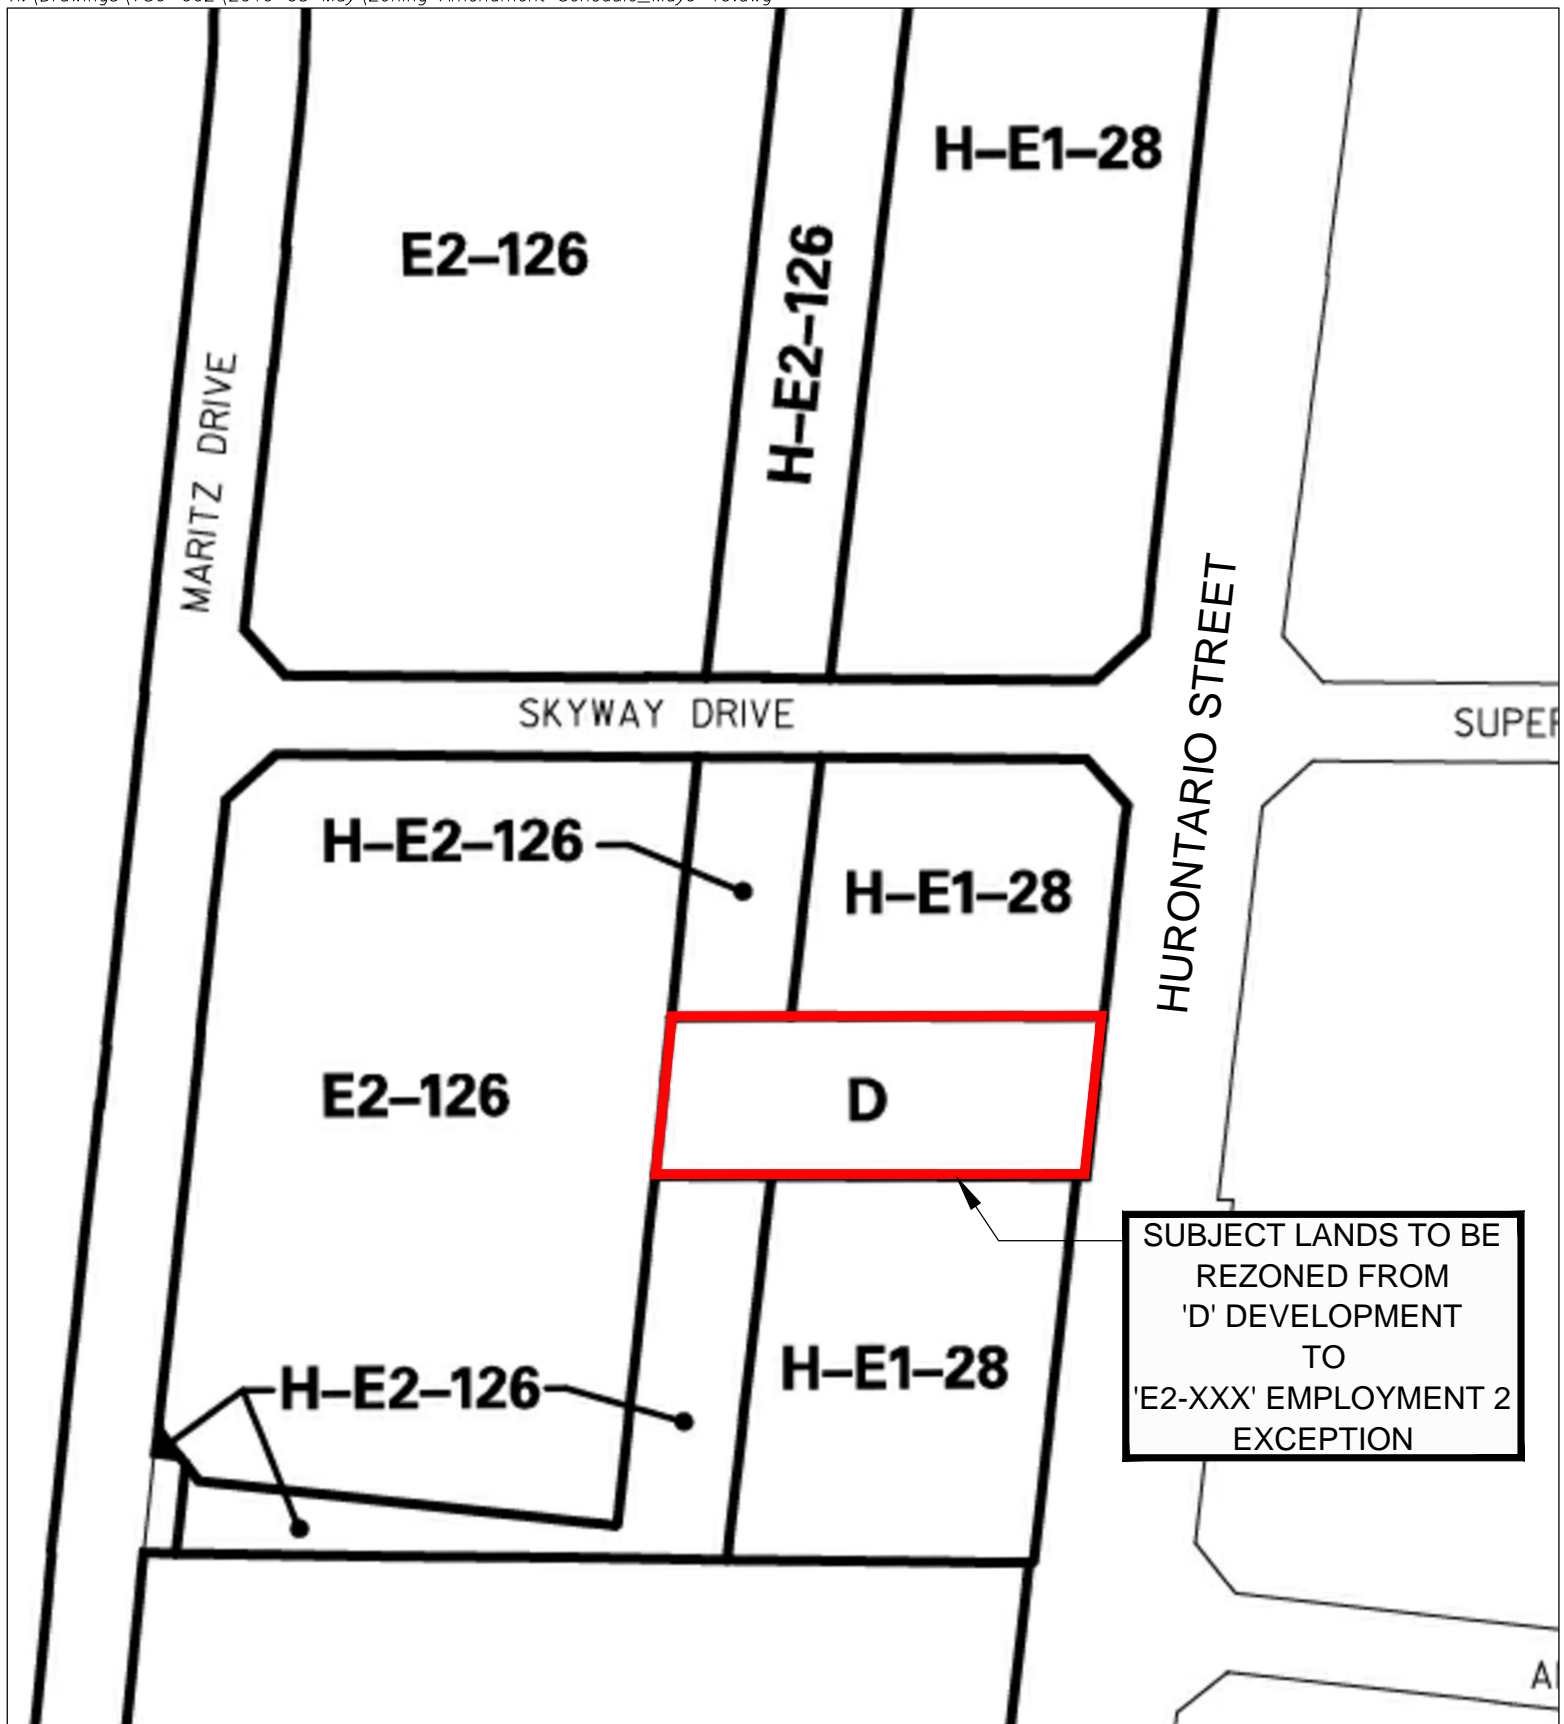 H–E1–28
E2–126
H–E2–126
MARITZ DRIVE
HURONTARIO STREET
SKYWAY DRIVE
H–E2–126
H–E1–28
E2–126
D
SUBJECT LANDS TO BE
REZONED FROM
'D' DEVELOPMENT
TO
'E2-XXX' EMPLOYMENT 2
EXCEPTION
H–E1–28
H–E2–126